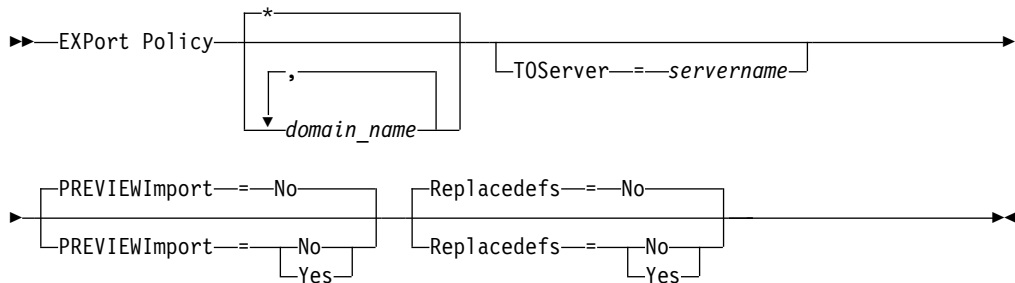 *
EXPort Policy
,
TOServer = servername
domain_name
PREVIEWImport = No
Replacedefs = No
PREVIEWImport = No
Yes
Replacedefs = No
Yes